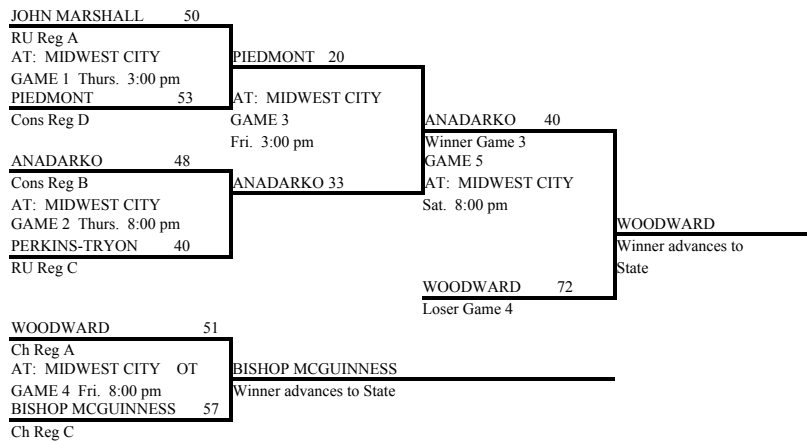 JOHN MARSHALL 50
RU Reg A
AT: MIDWEST CITY
GAME 1 Thurs. 3:00 pm
PIEDMONT 53
Cons Reg D
PIEDMONT 20
AT: MIDWEST CITY
GAME 3
Fri. 3:00 pm
ANADARKO 33
ANADARKO 48
Cons Reg B
AT: MIDWEST CITY
GAME 2 Thurs. 8:00 pm
PERKINS-TRYON 40
RU Reg C
ANADARKO 40
Winner Game 3
GAME 5
AT: MIDWEST CITY
Sat. 8:00 pm
WOODWARD 72
Loser Game 4
WOODWARD
Winner advances to
State
WOODWARD 51
Ch Reg A
AT: MIDWEST CITY OT
GAME 4 Fri. 8:00 pm
BISHOP MCGUINNESS 57
Ch Reg C
BISHOP MCGUINNESS
Winner advances to State